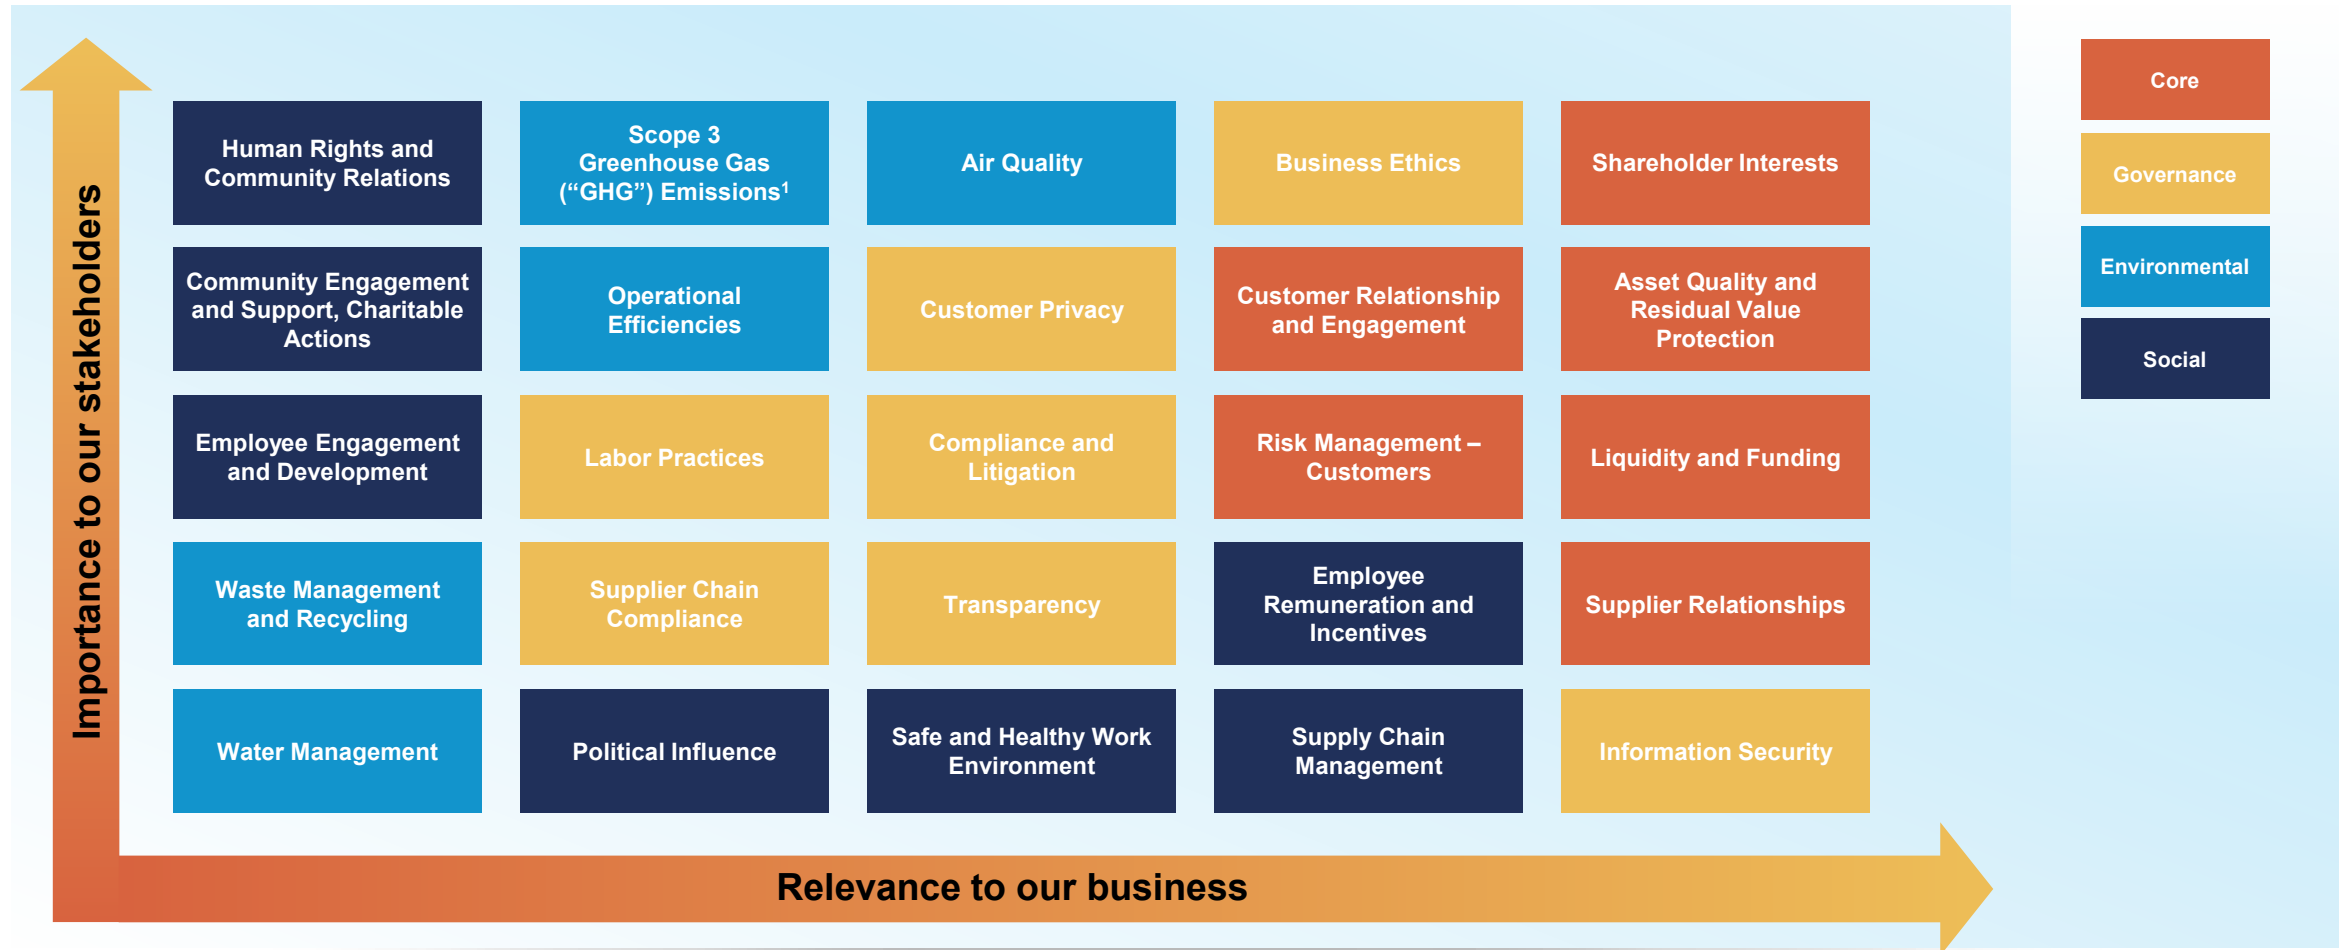 Importance to our stakeholders
Human Rights and
Community Relations
Scope 3
Greenhouse Gas
(“GHG”) Emissions¹
Air Quality
Business Ethics
Shareholder Interests
Community Engagement
and Support, Charitable
Actions
Operational
Efficiencies
Customer Privacy
Customer Relationship
and Engagement
Asset Quality and
Residual Value
Protection
Employee Engagement
and Development
Labor Practices
Compliance and
Litigation
Risk Management –
Customers
Liquidity and Funding
Waste Management
and Recycling
Supplier Chain
Compliance
Transparency
Employee
Remuneration and
Incentives
Supplier Relationships
Water Management
Political Influence
Safe and Healthy Work
Environment
Supply Chain
Management
Information Security
Relevance to our business
Core
Governance
Environmental
Social